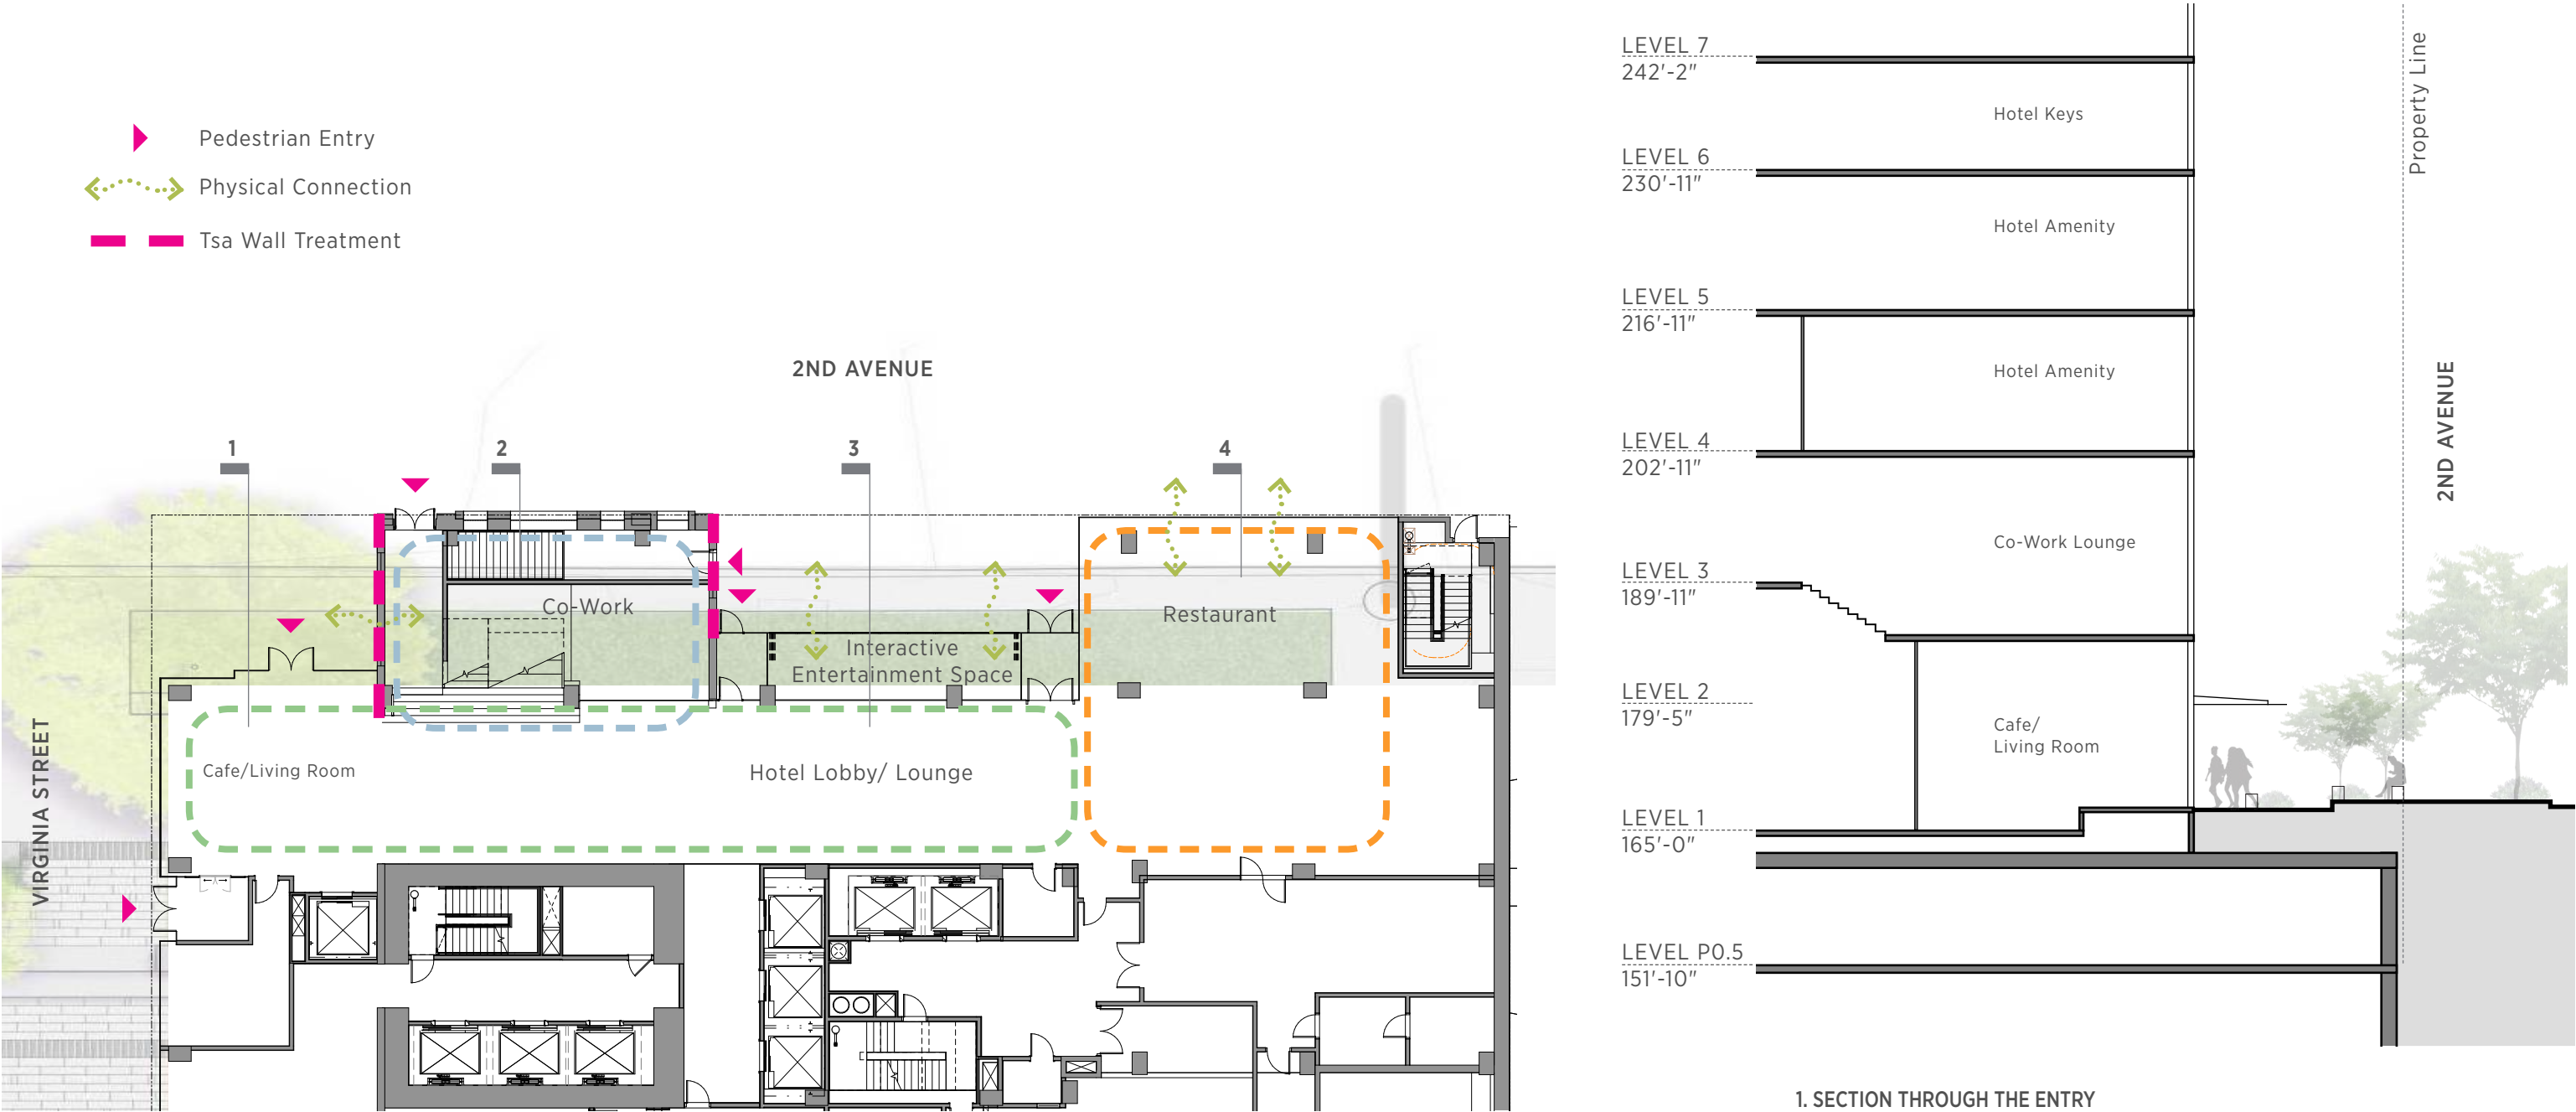 Pedestrian Entry
Physical Connection
Tsa Wall Treatment
2ND AVENUE
1
2
3
4
Co-Work
Restaurant
Interactive
Entertainment Space
Cafe/Living Room
Hotel Lobby/ Lounge
VIRGINIA STREET
LEVEL 7
242'-2"
Hotel Keys
LEVEL 6
230'-11"
Hotel Amenity
LEVEL 5
216'-11"
Hotel Amenity
LEVEL 4
202'-11"
Co-Work Lounge
LEVEL 3
189'-11"
LEVEL 2
179'-5"
Cafe/
Living Room
LEVEL 1
165'-0"
LEVEL P0.5
151'-10"
Property Line
2ND AVENUE
1. SECTION THROUGH THE ENTRY